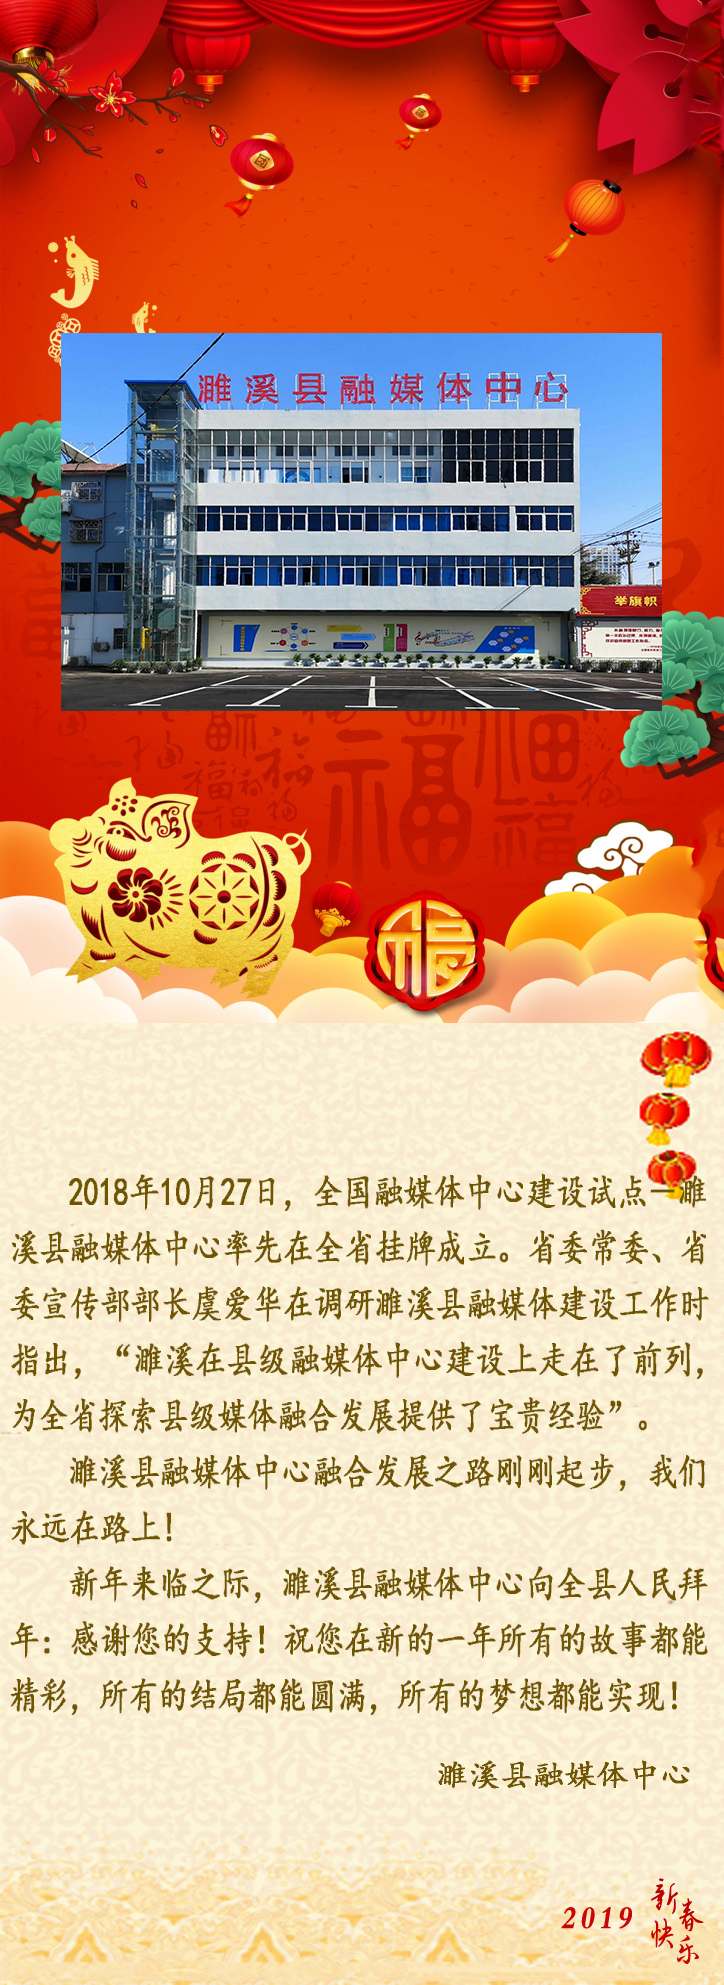 濉溪县融媒体中心
举旗帜
福
2018年10月27日，全国融媒体中心建设试点—濉
溪县融媒体中心率先在全省挂牌成立。省委常委、省
委宣传部部长虞爱华在调研濉溪县融媒体建设工作时
指出，“濉溪在县级融媒体中心建设上走在了前列，
为全省探索县级媒体融合发展提供了宝贵经验”。
濉溪县融媒体中心融合发展之路刚刚起步，我们
永远在路上！
新年来临之际，濉溪县融媒体中心向全县人民拜
年：感谢您的支持！祝您在新的一年所有的故事都能
精彩，所有的结局都能圆满，所有的梦想都能实现！
濉溪县融媒体中心
2019 新春快乐